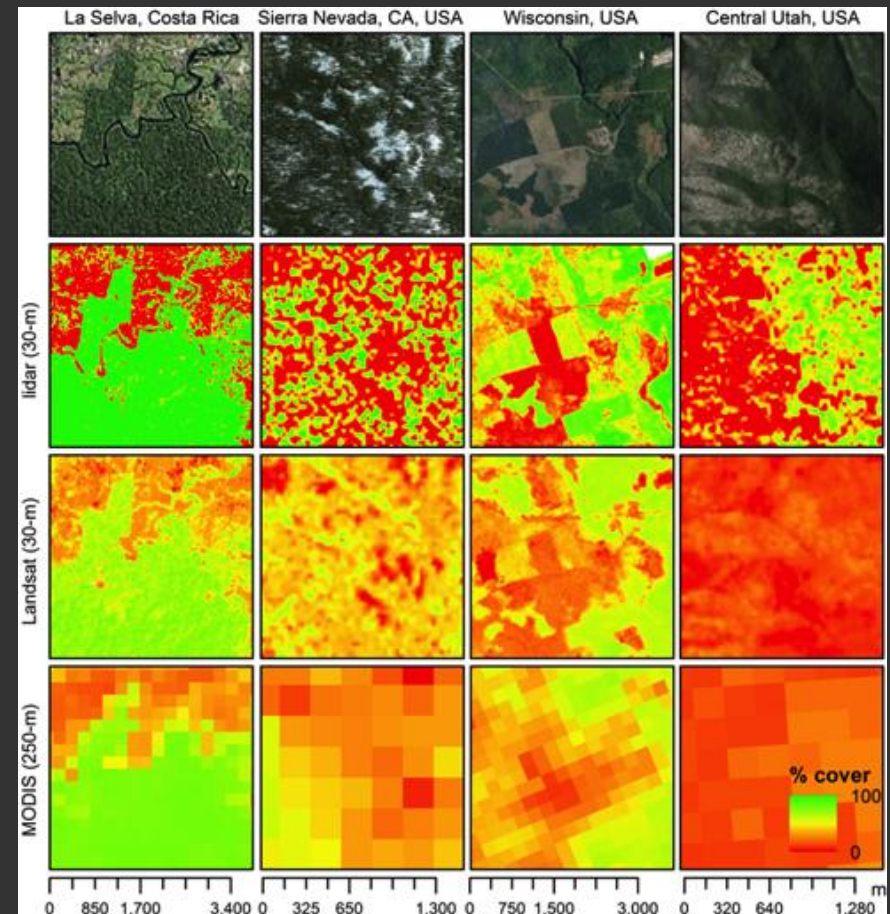 La Selva, Costa Rica Sierra Nevada, CA, USA Wisconsin, USA Central Utah, USA
lidar (30-m)
Landsat (30-m)
MODIS (250-m)
% cover
100
0
m
0 850 1,700 3,400 0 325 650 1,300 0 750 1,500 3,000 0 320 640 1,280